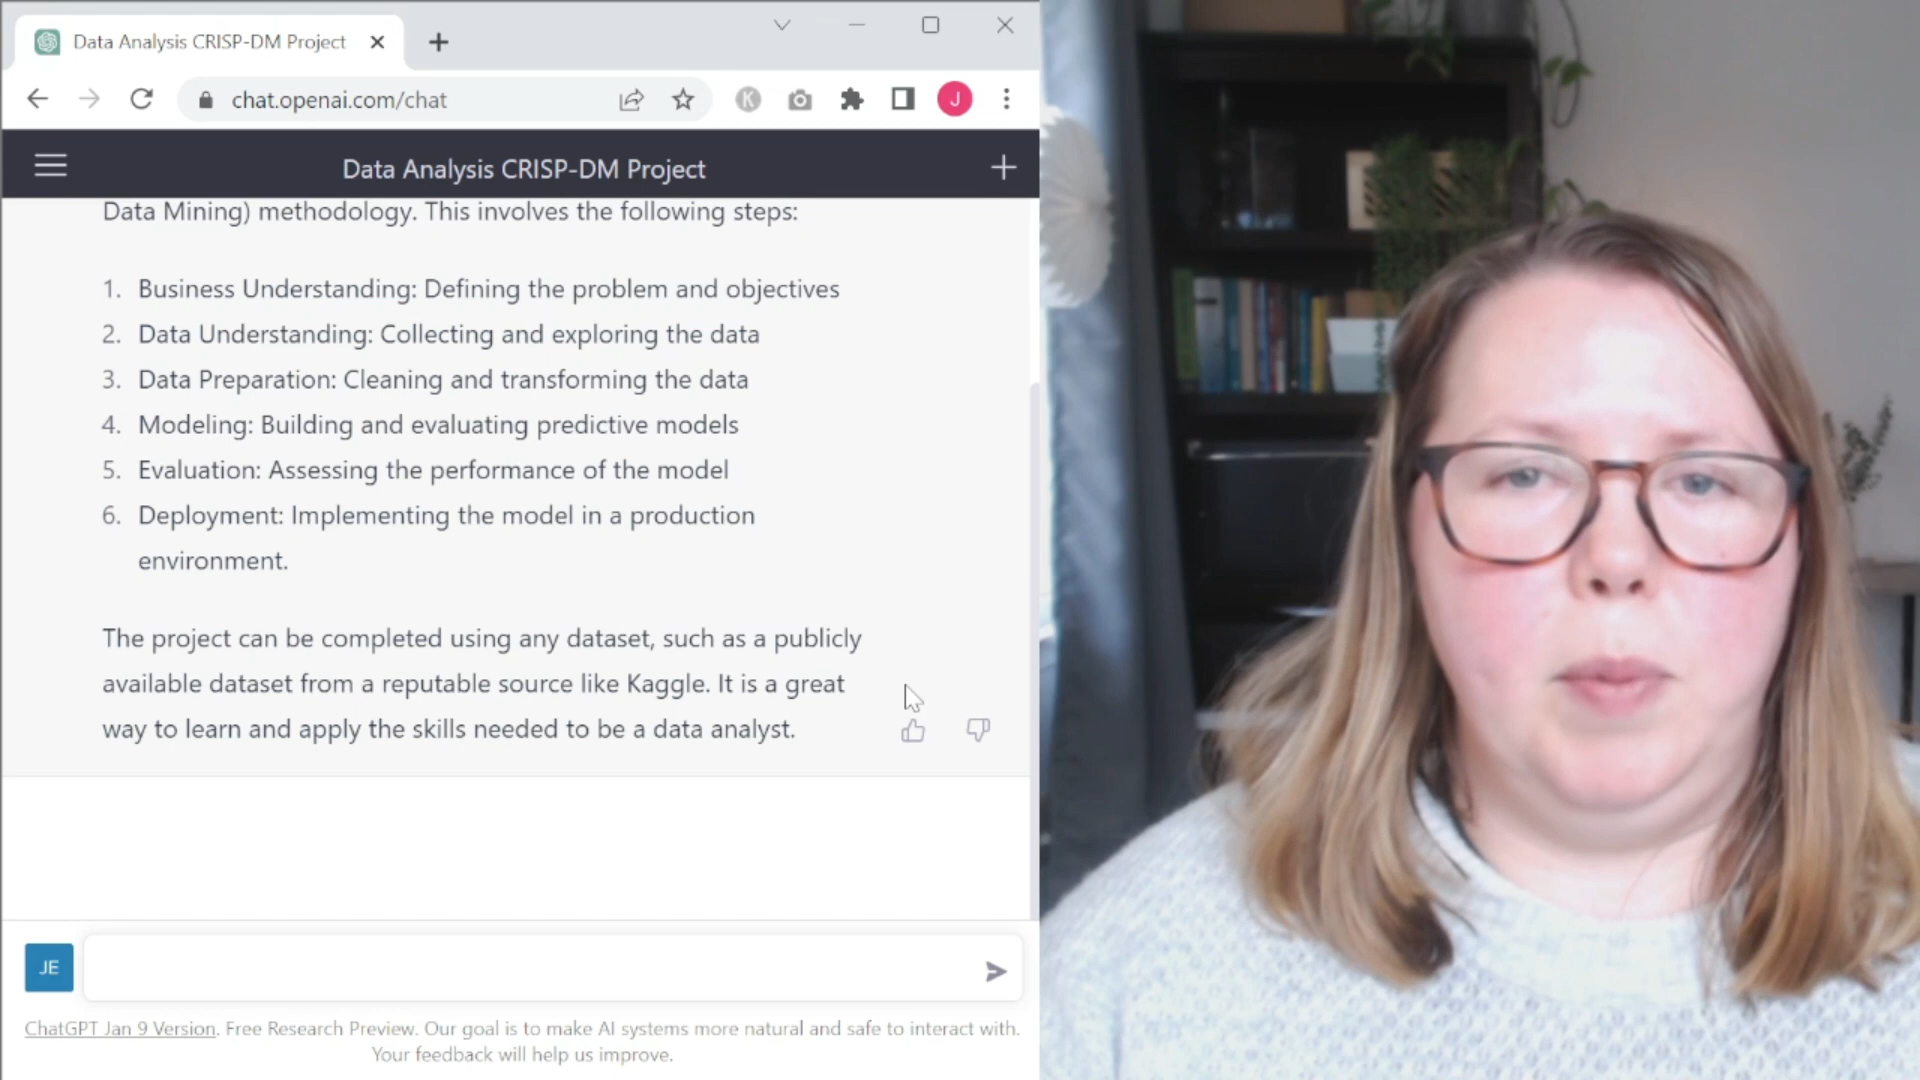 Data Analysis CRISP-DM Project
chat.openai.com/chat
K
J
Data Analysis CRISP-DM Project
Data Mining) methodology. This involves the following steps:
1. Business Understanding: Defining the problem and objectives
2. Data Understanding: Collecting and exploring the data
3. Data Preparation: Cleaning and transforming the data
4. Modeling: Building and evaluating predictive models
5. Evaluation: Assessing the performance of the model
6. Deployment: Implementing the model in a production
environment.
The project can be completed using any dataset, such as a publicly
available dataset from a reputable source like Kaggle. It is a great
way to learn and apply the skills needed to be a data analyst.
JE
ChatGPT Jan 9 Version. Free Research Preview. Our goal is to make AI systems more natural and safe to interact with.
Your feedback will help us improve.